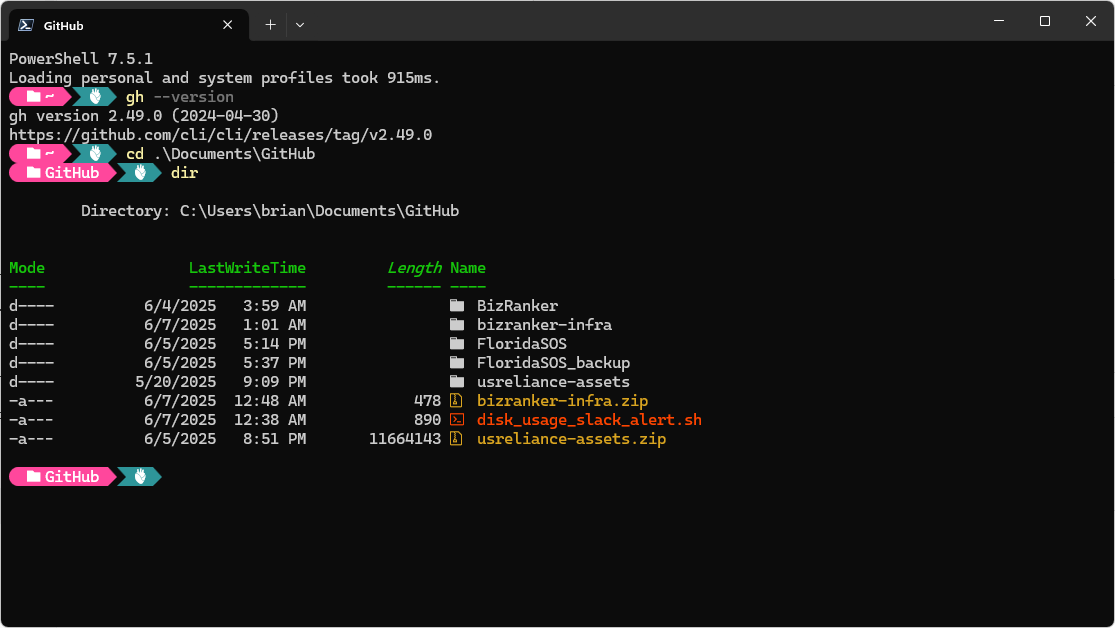 GitHub
PowerShell 7.5.1
Loading personal and system profiles took 915ms.
~ gh --version
gh version 2.49.0 (2024-04-30)
https://github.com/cli/cli/releases/tag/v2.49.0
~ cd .\Documents\GitHub
GitHub dir
Directory: C:\Users\brian\Documents\GitHub
Mode LastWriteTime Length Name
---- ------------- ------ ----
d---- 6/4/2025 3:59 AM BizRanker
d---- 6/7/2025 1:01 AM bizranker-infra
d---- 6/5/2025 5:14 PM FloridaSOS
d---- 6/5/2025 5:37 PM FloridaSOS_backup
d---- 5/20/2025 9:09 PM usreliance-assets
-a--- 6/7/2025 12:48 AM 478 bizranker-infra.zip
-a--- 6/7/2025 12:38 AM 890 disk_usage_slack_alert.sh
-a--- 6/5/2025 8:51 PM 11664143 usreliance-assets.zip
GitHub